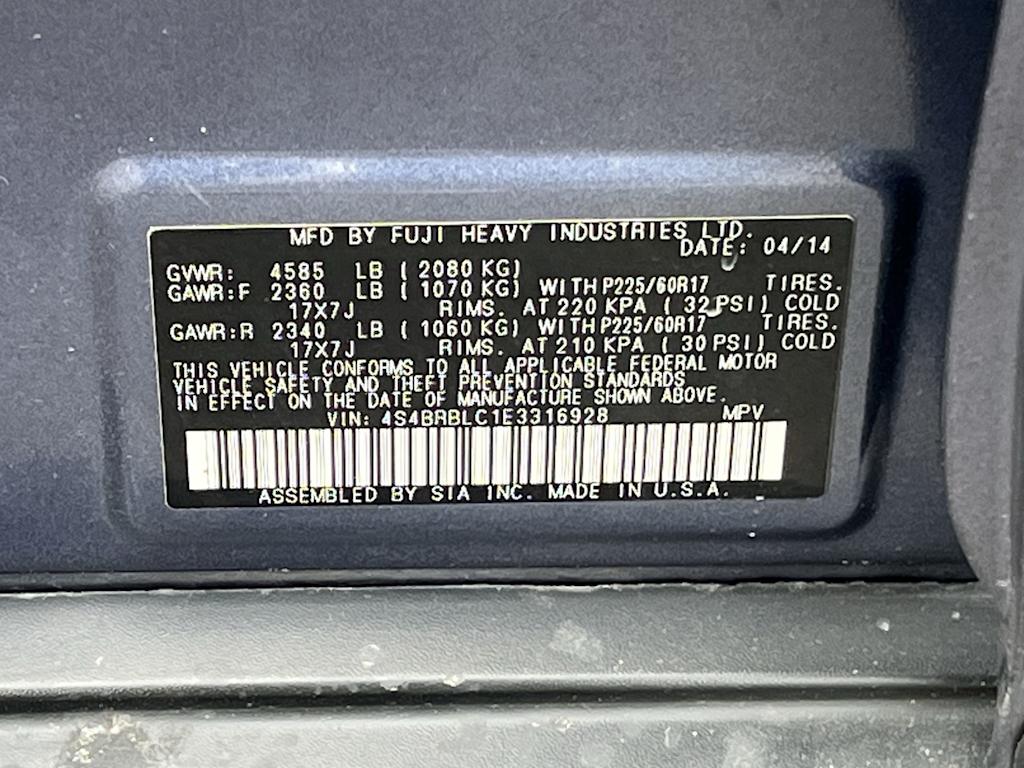 MFD BY FUJI HEAVY INDUSTRIES LTD.
DATE: 04/14
GVWR: 4585 LB ( 2080 KG)
GAWR:F 2360 LB ( 1070 KG) WITH P225/60R17 TIRES.
17X7J RIMS. AT 220 KPA ( 32 PSI) COLD
GAWR:R 2340 LB ( 1060 KG) WITH P225/60R17 TIRES.
17X7J RIMS. AT 210 KPA ( 30 PSI) COLD
THIS VEHICLE CONFORMS TO ALL APPLICABLE FEDERAL MOTOR
VEHICLE SAFETY AND THEFT PREVENTION STANDARDS
IN EFFECT ON THE DATE OF MANUFACTURE SHOWN ABOVE.
VIN: 4S4BRBLC1E3316928 MPV
ASSEMBLED BY SIA INC. MADE IN U.S.A.